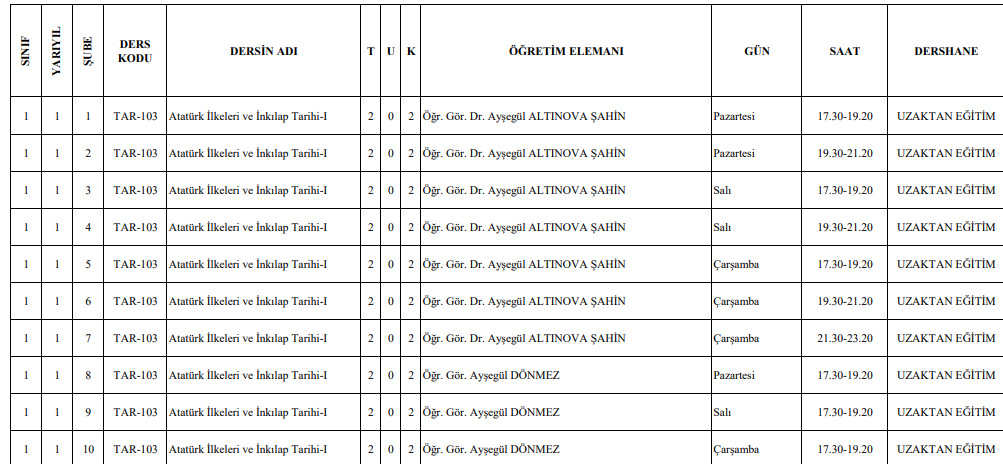 SINIF YARIYIL ŞUBE DERS KODU DERSİN ADI T U K ÖĞRETİM ELEMANI GÜN SAAT DERSHANE
1 1 1 TAR-103 Atatürk İlkeleri ve İnkılap Tarihi-I 2 0 2 Öğr. Gör. Dr. Ayşegül ALTINOVA ŞAHİN Pazartesi 17.30-19.20 UZAKTAN EĞİTİM
1 1 2 TAR-103 Atatürk İlkeleri ve İnkılap Tarihi-I 2 0 2 Öğr. Gör. Dr. Ayşegül ALTINOVA ŞAHİN Pazartesi 19.30-21.20 UZAKTAN EĞİTİM
1 1 3 TAR-103 Atatürk İlkeleri ve İnkılap Tarihi-I 2 0 2 Öğr. Gör. Dr. Ayşegül ALTINOVA ŞAHİN Salı 17.30-19.20 UZAKTAN EĞİTİM
1 1 4 TAR-103 Atatürk İlkeleri ve İnkılap Tarihi-I 2 0 2 Öğr. Gör. Dr. Ayşegül ALTINOVA ŞAHİN Salı 19.30-21.20 UZAKTAN EĞİTİM
1 1 5 TAR-103 Atatürk İlkeleri ve İnkılap Tarihi-I 2 0 2 Öğr. Gör. Dr. Ayşegül ALTINOVA ŞAHİN Çarşamba 17.30-19.20 UZAKTAN EĞİTİM
1 1 6 TAR-103 Atatürk İlkeleri ve İnkılap Tarihi-I 2 0 2 Öğr. Gör. Dr. Ayşegül ALTINOVA ŞAHİN Çarşamba 19.30-21.20 UZAKTAN EĞİTİM
1 1 7 TAR-103 Atatürk İlkeleri ve İnkılap Tarihi-I 2 0 2 Öğr. Gör. Dr. Ayşegül ALTINOVA ŞAHİN Çarşamba 21.30-23.20 UZAKTAN EĞİTİM
1 1 8 TAR-103 Atatürk İlkeleri ve İnkılap Tarihi-I 2 0 2 Öğr. Gör. Ayşegül DÖNMEZ Pazartesi 17.30-19.20 UZAKTAN EĞİTİM
1 1 9 TAR-103 Atatürk İlkeleri ve İnkılap Tarihi-I 2 0 2 Öğr. Gör. Ayşegül DÖNMEZ Salı 17.30-19.20 UZAKTAN EĞİTİM
1 1 10 TAR-103 Atatürk İlkeleri ve İnkılap Tarihi-I 2 0 2 Öğr. Gör. Ayşegül DÖNMEZ Çarşamba 17.30-19.20 UZAKTAN EĞİTİM